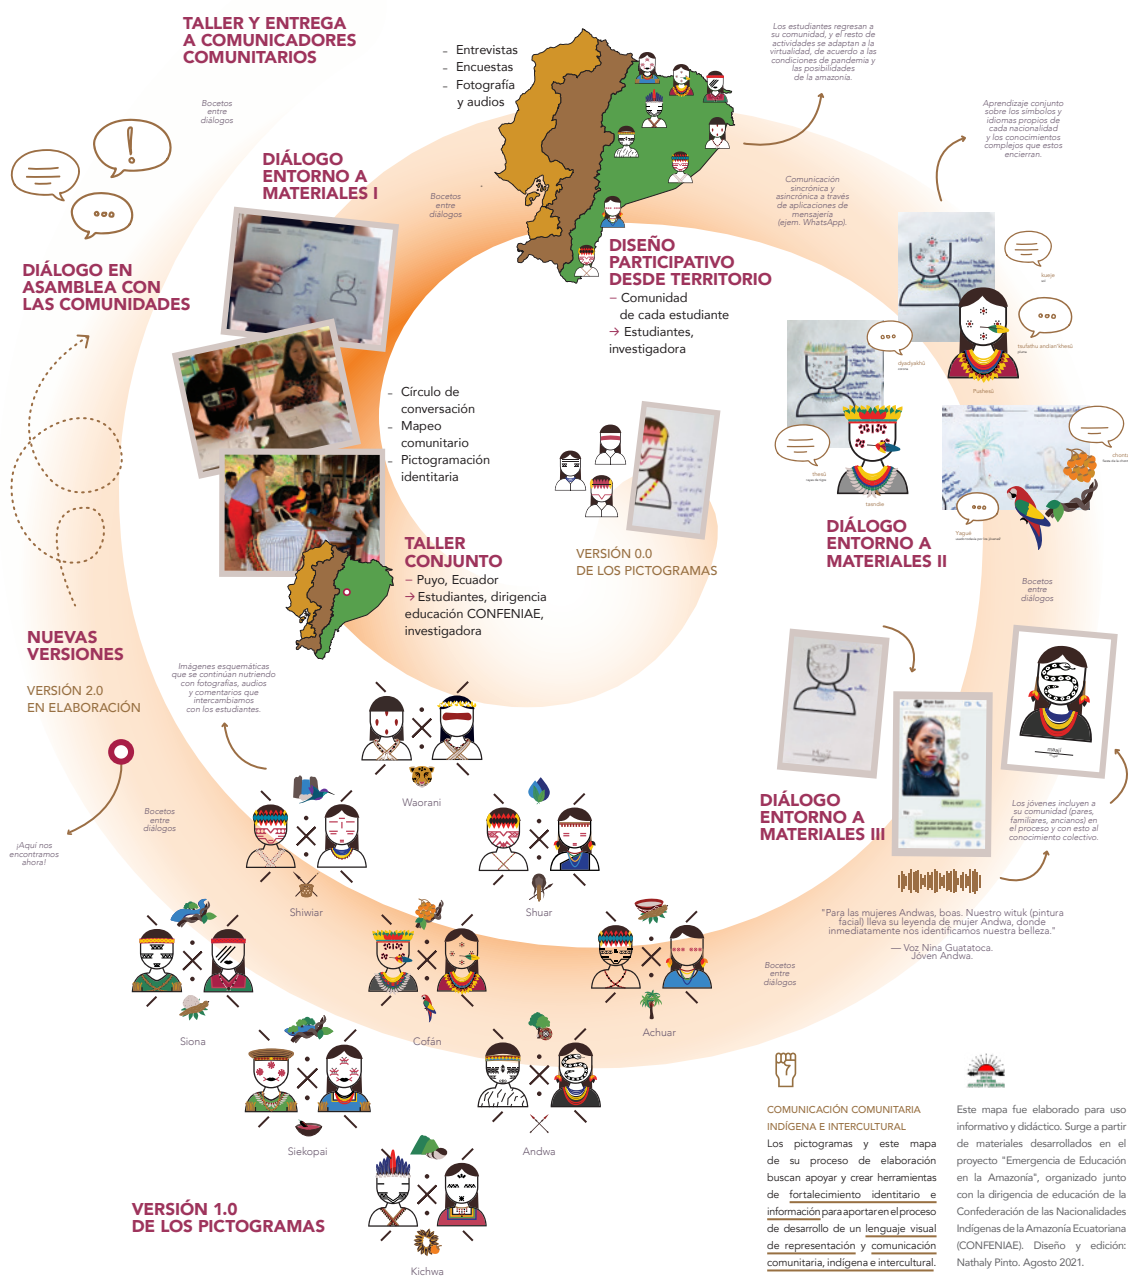 TALLER Y ENTREGA
A COMUNICADORES
COMUNITARIOS
Bocetos
entre
diálogos
– Entrevistas
– Encuestas
– Fotografía
y audios
Los estudiantes regresan a
su comunidad, y el resto de
actividades se adaptan a la
virtualidad, de acuerdo a las
condiciones de pandemia y
las posibilidades
de la amazonía.
Aprendizaje conjunto
sobre los símbolos y
idiomas propios de
cada nacionalidad
y los conocimientos
complejos que estos
encierran.
DIÁLOGO
ENTORNO A
MATERIALES I
Bocetos
entre
diálogos
Comunicación
sincrónica y
asincrónica a través
de aplicaciones de
mensajería
(ejem. WhatsApp).
DIÁLOGO EN
ASAMBLEA CON
LAS COMUNIDADES
DISEÑO
PARTICIPATIVO
DESDE TERRITORIO
– Comunidad
de cada estudiante
→ Estudiantes,
investigadora
kueje
sol
tsufathu andian'khesû
pluma
Pushesû
dyadyakhû
thesû
tsandie
chonta
Yagué
– Círculo de
conversación
– Mapeo
comunitario
– Pictogramación
identitaria
DIÁLOGO
ENTORNO A
MATERIALES II
TALLER
CONJUNTO
– Puyo, Ecuador
→ Estudiantes, dirigencia
educación CONFENIAE,
investigadora
VERSIÓN 0.0
DE LOS PICTOGRAMAS
Bocetos
entre
diálogos
NUEVAS
VERSIONES
VERSIÓN 2.0
EN ELABORACIÓN
Imágenes esquemáticas
que se continúan nutriendo
con fotografías, audios
y comentarios que
intercambiamos
con los estudiantes.
Waorani
Bocetos
entre
diálogos
¡Aquí nos
encontramos
ahora!
DIÁLOGO
ENTORNO A
MATERIALES III
Los jóvenes incluyen a
su comunidad (pares,
familiares, ancianos) en
el proceso y con esto al
conocimiento colectivo.
Shiwiar
Shuar
"Para las mujeres Andwas, boas. Nuestro wituk (pintura
facial) lleva su leyenda de mujer Andwa, donde
inmediatamente nos identificamos nuestra belleza."
— Voz Nina Guatatoca.
Jóven Andwa.
Bocetos
entre
diálogos
Siona
Cofán
Achuar
Siekopai
Andwa
Kichwa
VERSIÓN 1.0
DE LOS PICTOGRAMAS
COMUNICACIÓN COMUNITARIA
INDÍGENA E INTERCULTURAL
Los pictogramas y este mapa
de su proceso de elaboración
buscan apoyar y crear herramientas
de fortalecimiento identitario e
información para aportar en el proceso
de desarrollo de un lenguaje visual
de representación y comunicación
comunitaria, indígena e intercultural.
Este mapa fue elaborado para uso
informativo y didáctico. Surge a partir
de materiales desarrollados en el
proyecto "Emergencia de Educación
en la Amazonía", organizado junto
con la dirigencia de educación de la
Confederación de las Nacionalidades
Indígenas de la Amazonía Ecuatoriana
(CONFENIAE). Diseño y edición:
Nathaly Pinto. Agosto 2021.